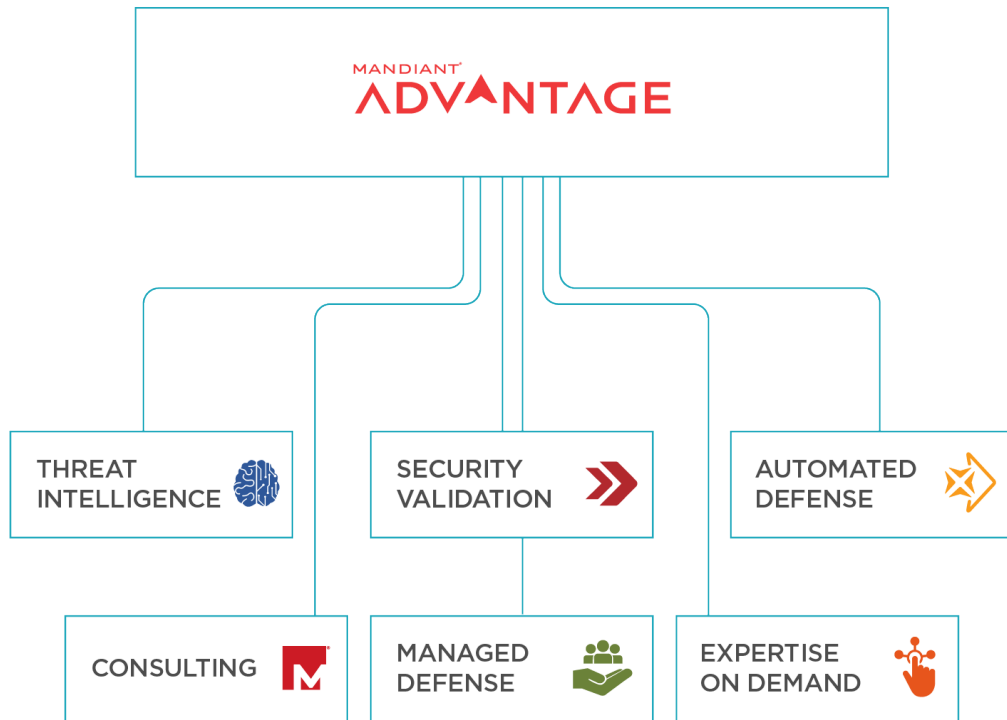 MANDIANT
ADVANTAGE
THREAT
INTELLIGENCE
SECURITY
VALIDATION
AUTOMATED
DEFENSE
CONSULTING
MANAGED
DEFENSE
EXPERTISE
ON DEMAND